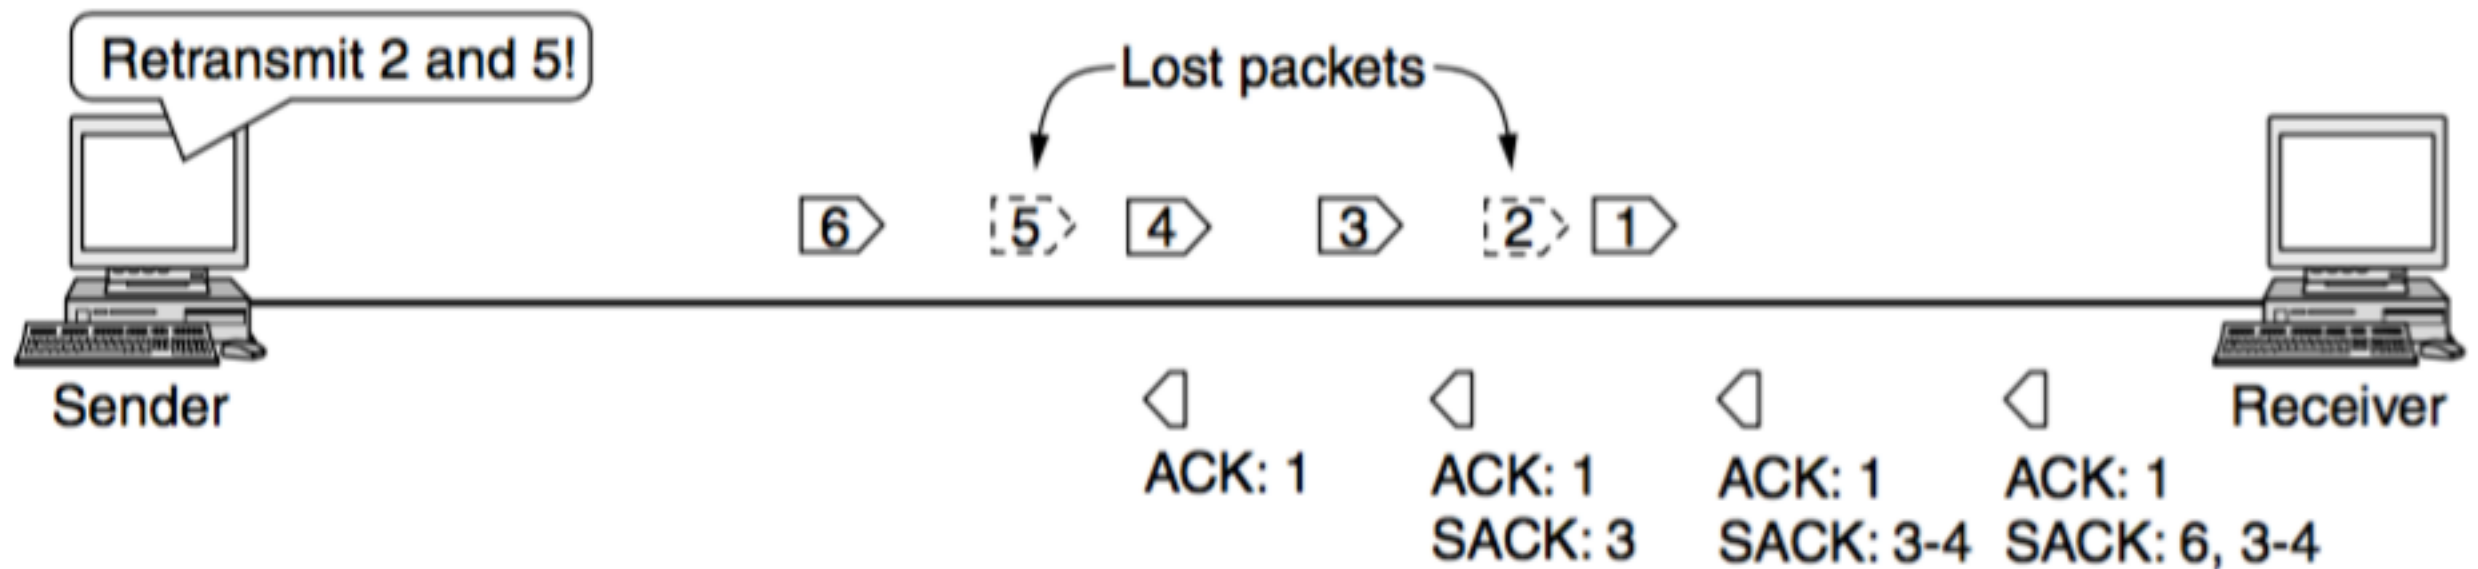 Retransmit 2 and 5!
Lost packets
6
5
4
3
2
1
Sender
Receiver
ACK: 1
ACK: 1
SACK: 3
ACK: 1
SACK: 3-4
ACK: 1
SACK: 6, 3-4